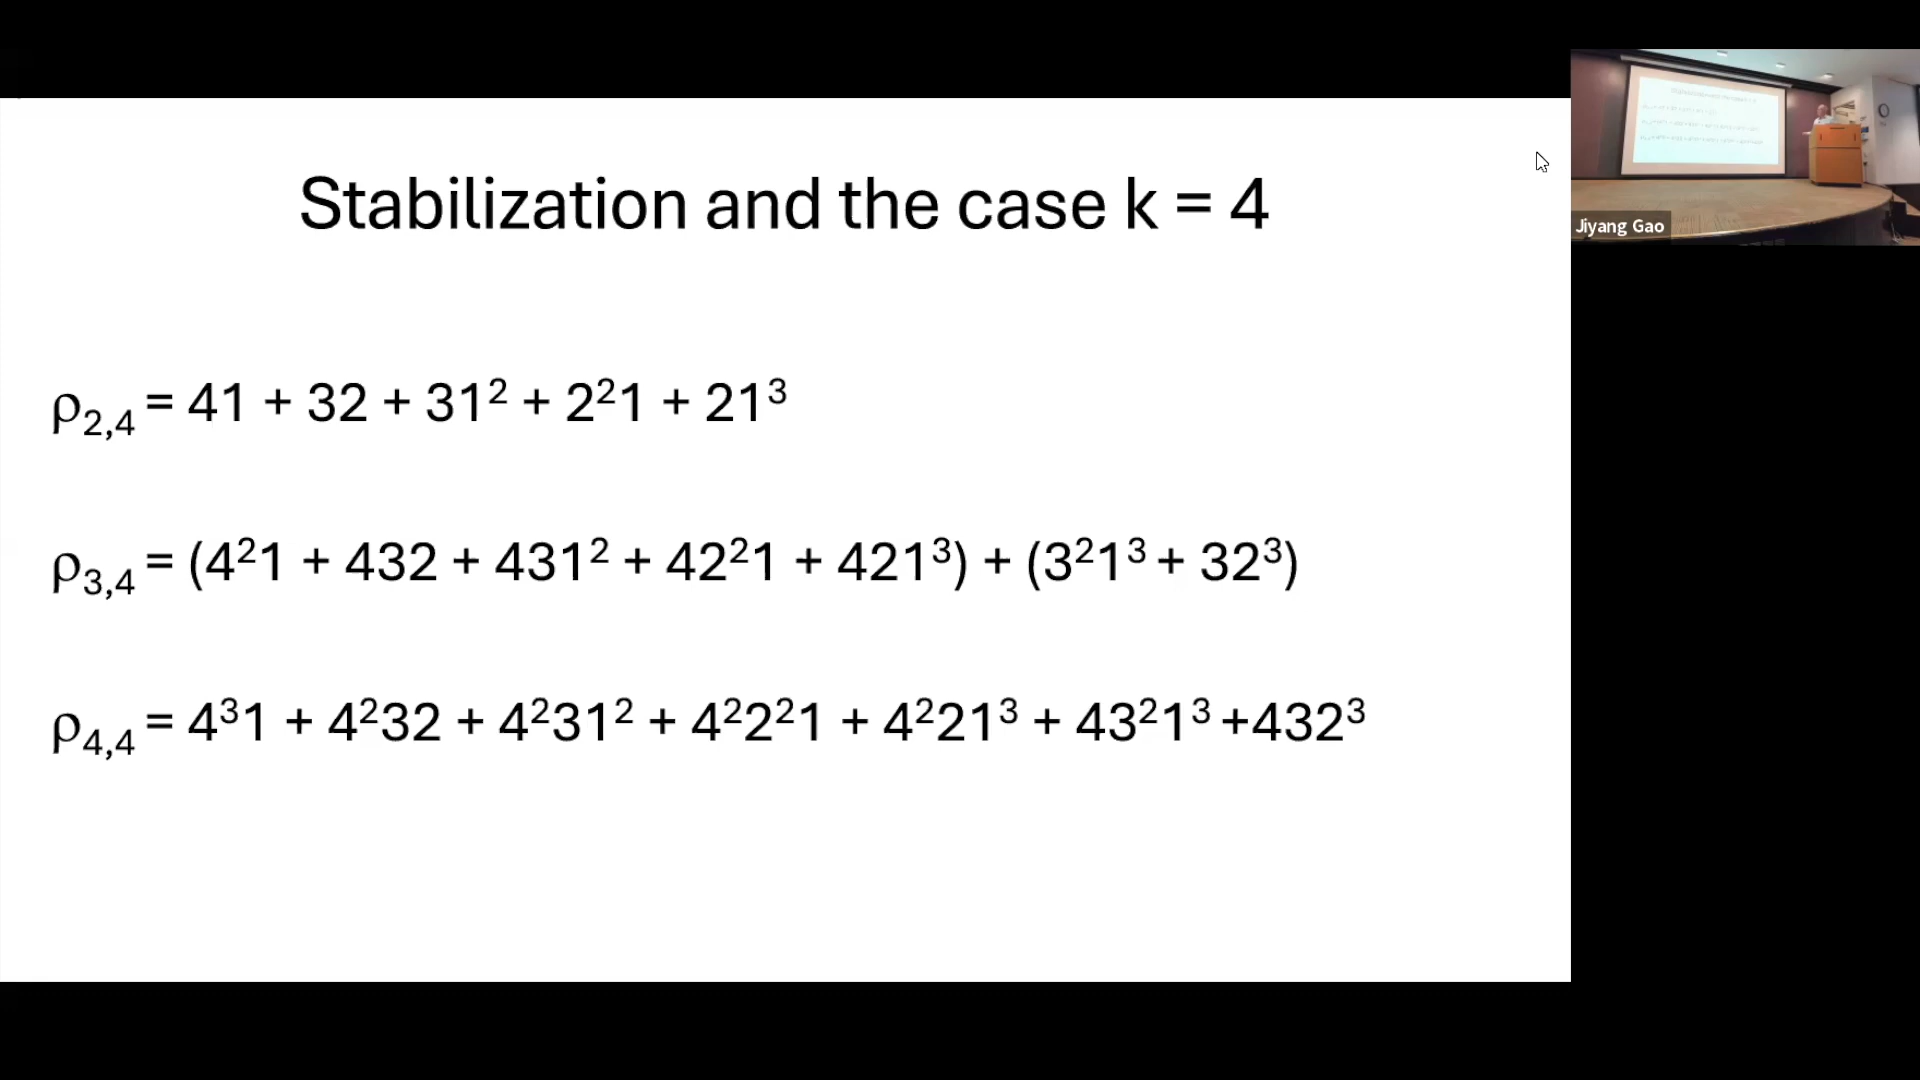 Stabilization and the case k = 4
Jiyang Gao
ρ₂,₄ = 41 + 32 + 31² + 2²1 + 21³
ρ₃,₄ = (4²1 + 432 + 431² + 42²1 + 421³) + (3²1³ + 32³)
ρ₄,₄ = 4³1 + 4²32 + 4²31² + 4²2²1 + 4²21³ + 43²1³ +432³